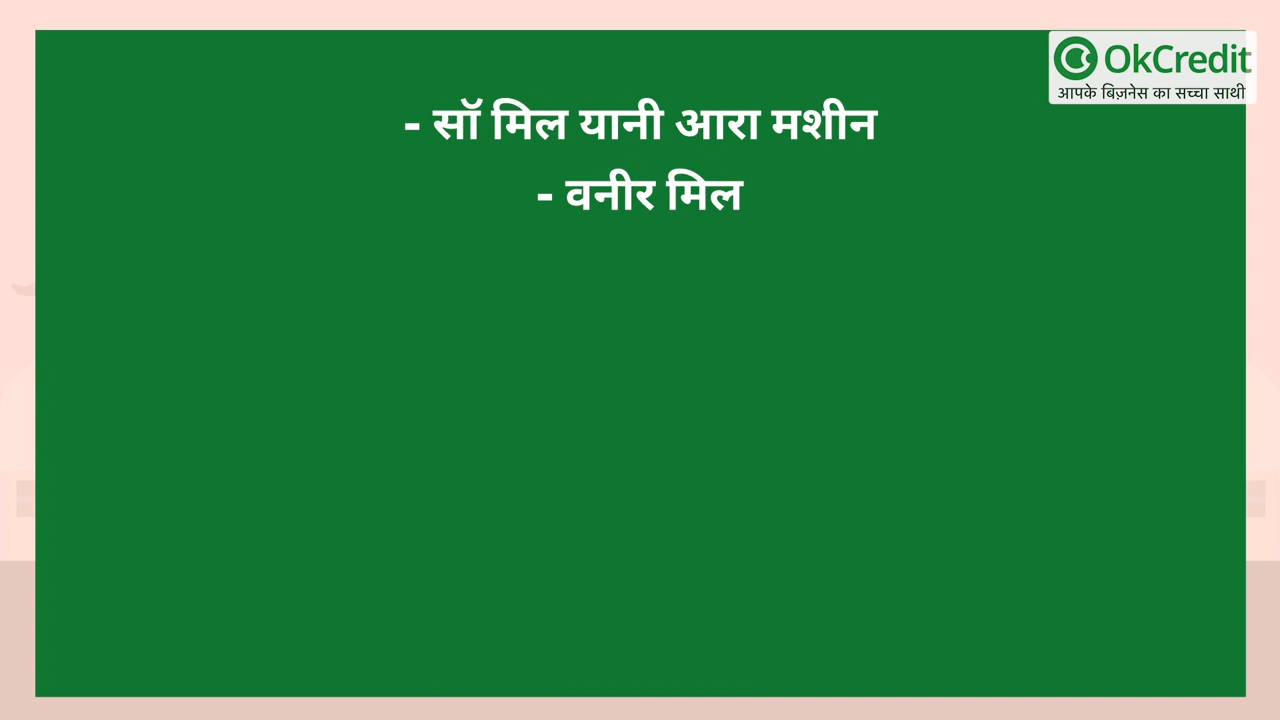 OkCredit
आपके बिज़नेस का सच्चा साथी
- सॉ मिल यानी आरा मशीन
- वनीर मिल